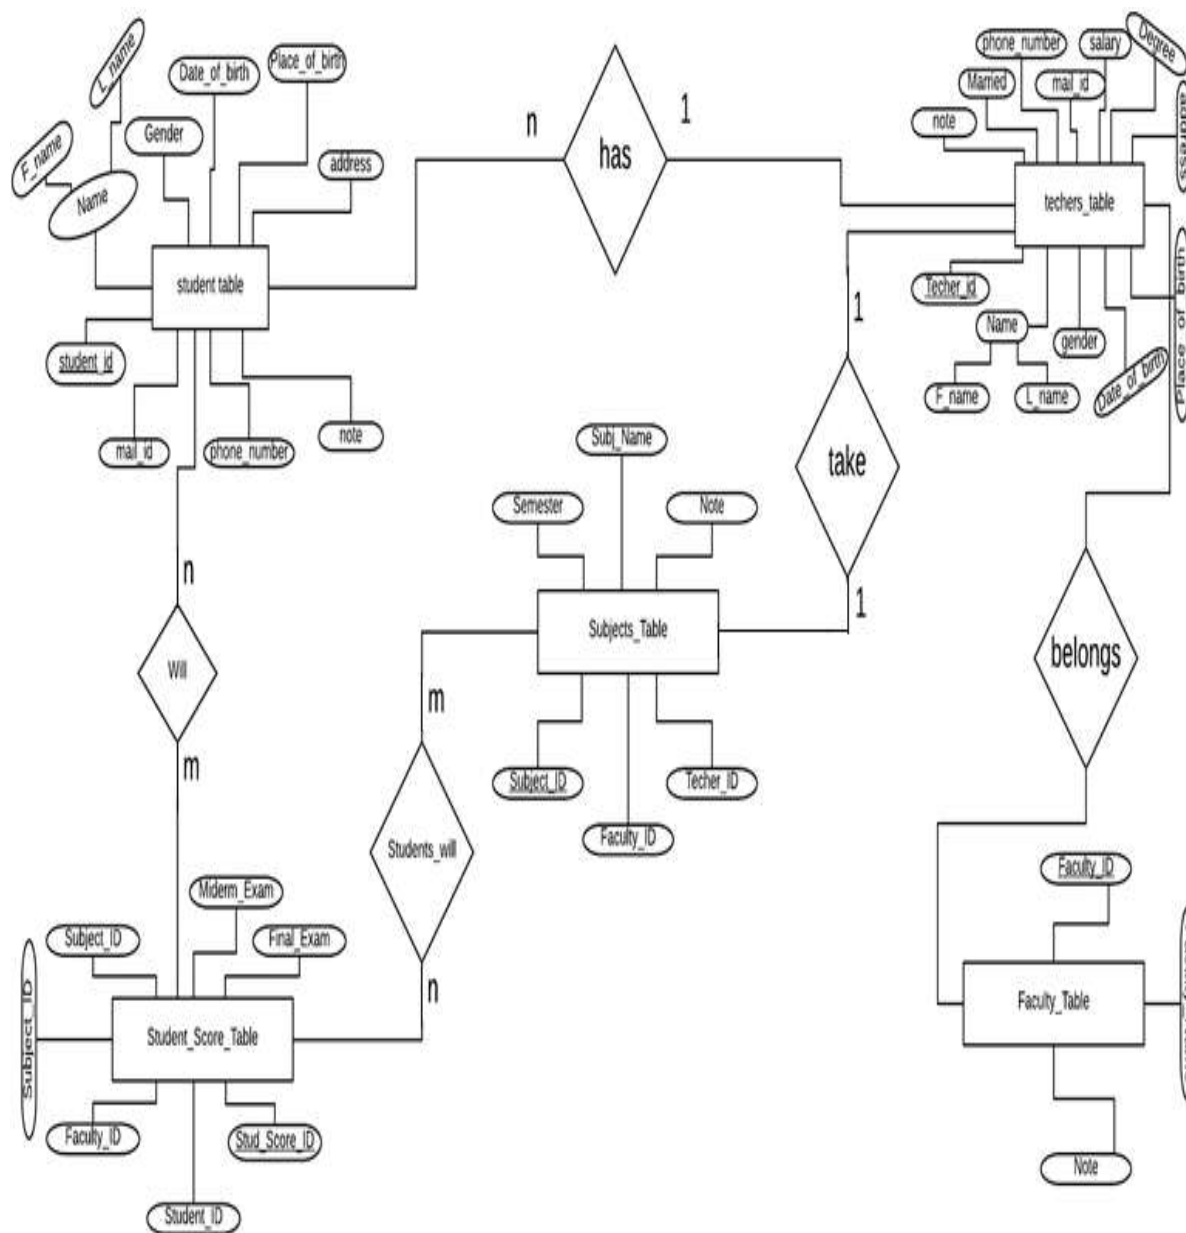 L_name
F_name
Name
Gender
Date_of_birth
Place_of_birth
address
student table
student_id
mail_id
phone_number
note
n
has
1
phone_number
salary
Degree
Marned
mail_id
note
address
techers_table
Techer_id
Name
F_name
L_name
gender
Date_of_birth
Place_of_birth
1
take
1
Subj_Name
Semester
Note
Subjects_Table
Subject_ID
Faculty_ID
Techer_ID
belongs
n
Will
m
m
Students_will
n
Miderm_Exam
Subject_ID
Final_Exam
Subject_ID
Student_Score_Table
Faculty_ID
Stud_Score_ID
Student_ID
Faculty_ID
Faculty_Table
Note